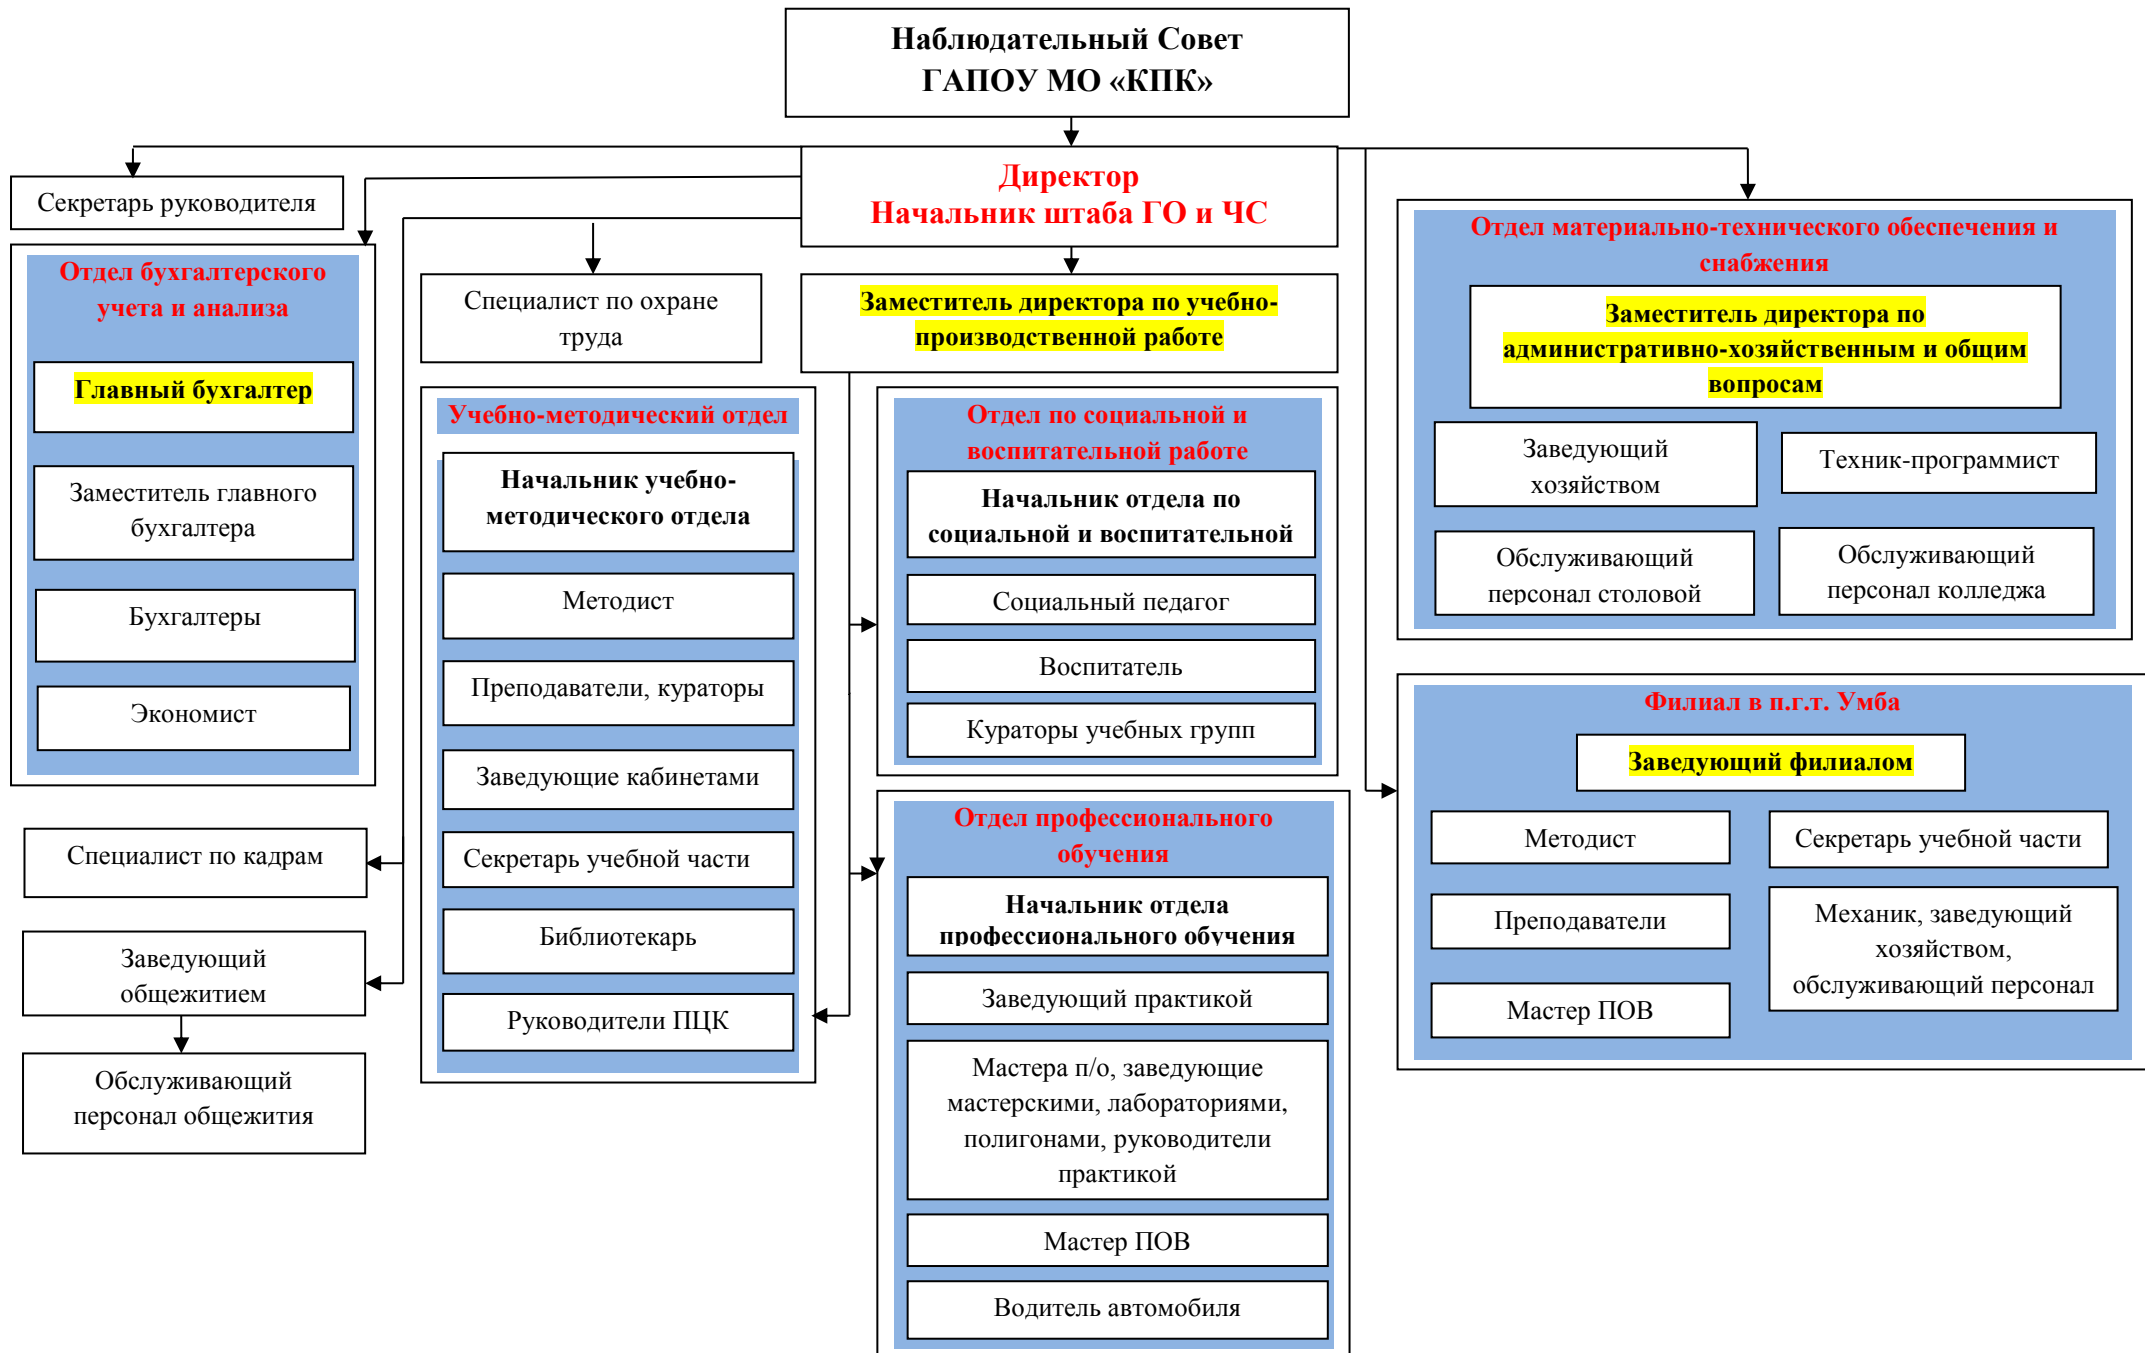 Наблюдательный Совет
ГАПОУ МО «КПК»
Директор
Начальник штаба ГО и ЧС
Секретарь руководителя
Отдел бухгалтерского
учета и анализа
Главный бухгалтер
Заместитель главного
бухгалтера
Бухгалтеры
Экономист
Специалист по кадрам
Заведующий
общежитием
Обслуживающий
персонал общежития
Специалист по охране
труда
Учебно-методический отдел
Начальник учебно-
методического отдела
Методист
Преподаватели, кураторы
Заведующие кабинетами
Секретарь учебной части
Библиотекарь
Руководители ПЦК
Заместитель директора по учебно-
производственной работе
Отдел по социальной и
воспитательной работе
Начальник отдела по
социальной и воспитательной
Социальный педагог
Воспитатель
Кураторы учебных групп
Отдел профессионального
обучения
Начальник отдела
профессионального обучения
Заведующий практикой
Мастера п/о, заведующие
мастерскими, лабораториями,
полигонами, руководители
практикой
Мастер ПОВ
Водитель автомобиля
Отдел материально-технического обеспечения и
снабжения
Заместитель директора по
административно-хозяйственным и общим
вопросам
Заведующий
хозяйством
Техник-программист
Обслуживающий
персонал столовой
Обслуживающий
персонал колледжа
Филиал в п.г.т. Умба
Заведующий филиалом
Методист
Секретарь учебной части
Преподаватели
Механик, заведующий
хозяйством,
обслуживающий персонал
Мастер ПОВ